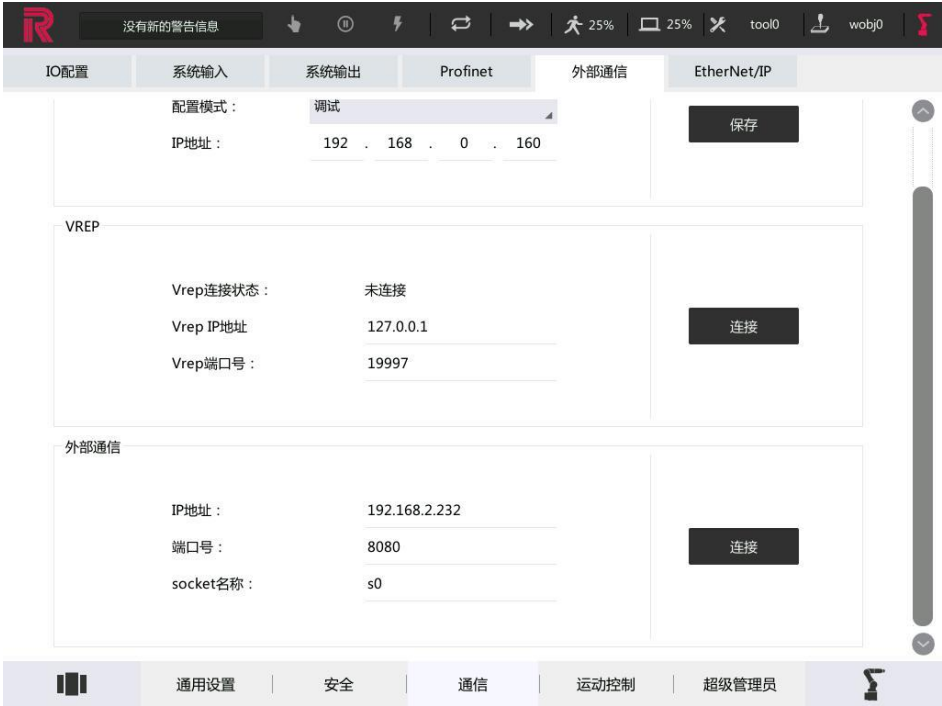 没有新的警告信息 25% 25% tool0 wobj0
IO配置 系统输入 系统输出 Profinet 外部通信 EtherNet/IP
配置模式： 调试
保存
IP地址： 192 . 168 . 0 . 160
VREP
Vrep连接状态： 未连接
Vrep IP地址 127.0.0.1 连接
Vrep端口号： 19997
外部通信
IP地址： 192.168.2.232
端口号： 8080 连接
socket名称： s0
通用设置 安全 通信 运动控制 超级管理员